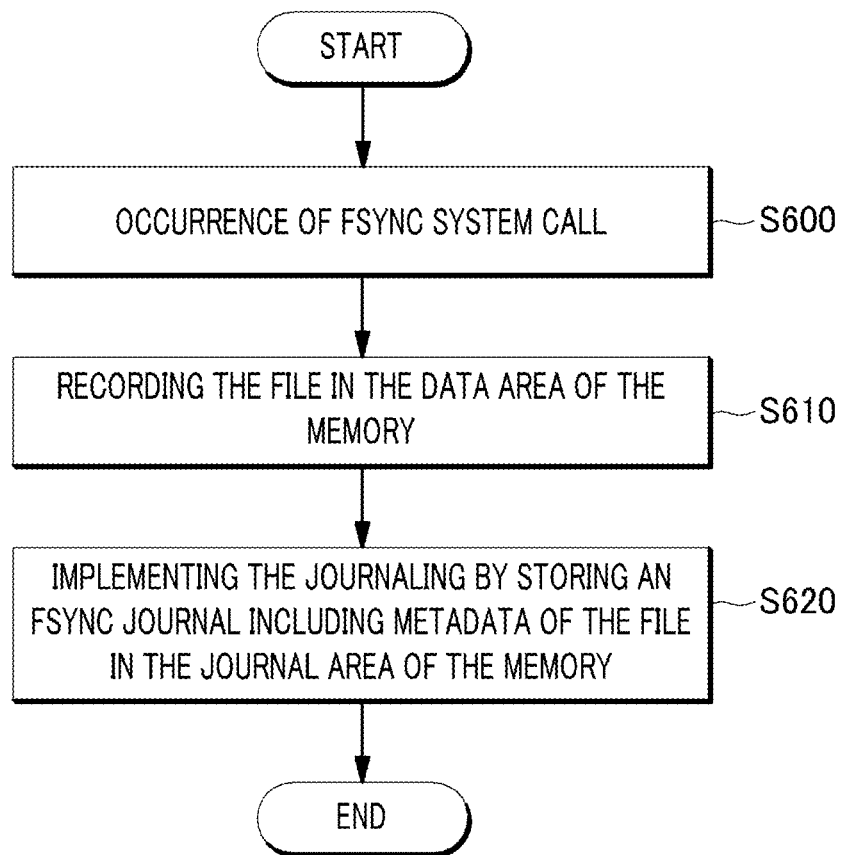 START
OCCURRENCE OF FSYNC SYSTEM CALL
S600
RECORDING THE FILE IN THE DATA AREA OF THE
MEMORY
S610
IMPLEMENTING THE JOURNALING BY STORING AN
FSYNC JOURNAL INCLUDING METADATA OF THE FILE
IN THE JOURNAL AREA OF THE MEMORY
S620
END